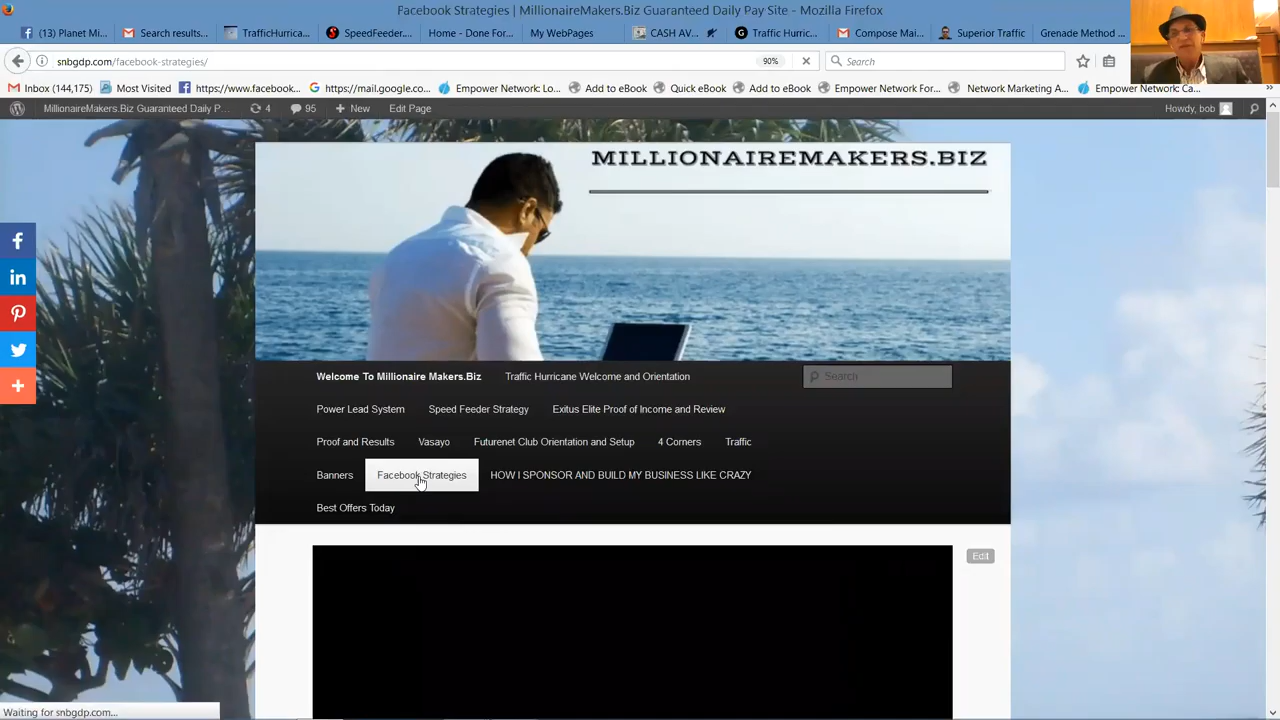 Facebook Strategies | MillionaireMakers.Biz Guaranteed Daily Pay Site - Mozilla Firefox
(13) Planet Mi... Search results... TrafficHurrica... SpeedFeeder.... Home - Done For... My WebPages CASH AV... Traffic Hurric... Compose Mai... Superior Traffic Grenade Method ...
snbgdp.com/facebook-strategies/ 90% Search
Inbox (144,175) Most Visited https://www.facebook... https://mail.google.co... Empower Network: Lo... Add to eBook Quick eBook Add to eBook Empower Network For... Network Marketing A... Empower Network: Ca...
MillionaireMakers.Biz Guaranteed Daily P... 4 95 New Edit Page Howdy, bob
MILLIONAIREMAKERS.BIZ
Welcome To Millionaire Makers.Biz Traffic Hurricane Welcome and Orientation Search
Power Lead System Speed Feeder Strategy Exitus Elite Proof of Income and Review
Proof and Results Vasayo Futurenet Club Orientation and Setup 4 Corners Traffic
Banners Facebook Strategies HOW I SPONSOR AND BUILD MY BUSINESS LIKE CRAZY
Best Offers Today
Edit
Waiting for snbgdp.com...